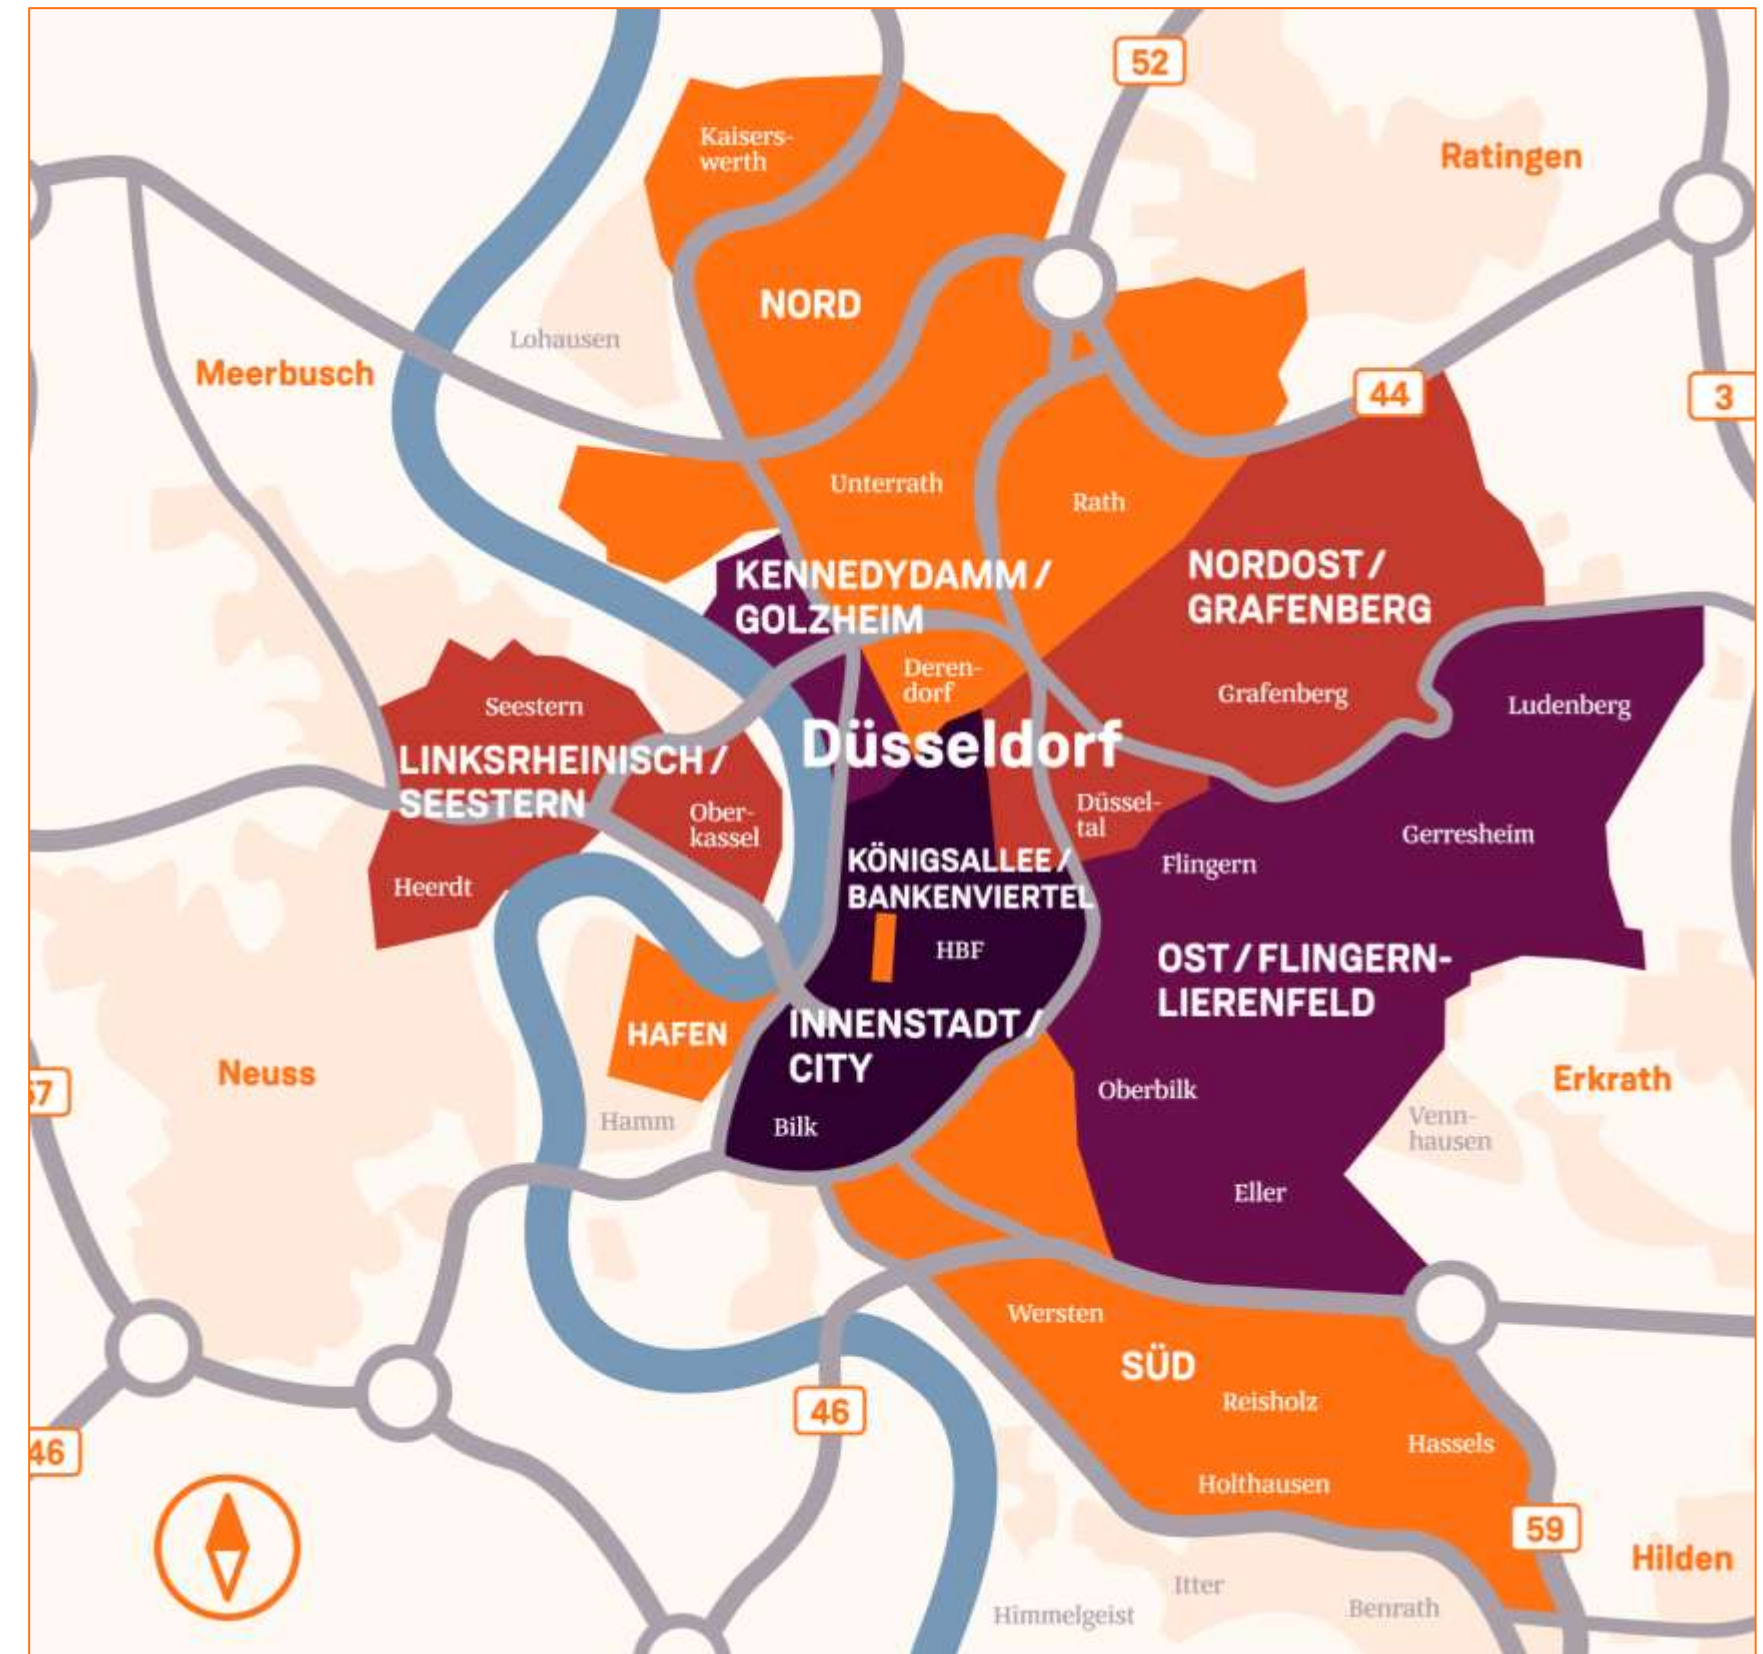 52
Kaisers-
werth
Ratingen
NORD
Lohausen
Meerbusch
44
3
Unterrath
Rath
KENNEDYDAMM /
GOLZHEIM
NORDOST /
GRAFENBERG
Deren-
dorf
Seestern
Grafenberg
Ludenberg
Düsseldorf
LINKSRHEINISCH /
SEESTERN
Ober-
kassel
Düssel-
tal
Gerresheim
KÖNIGSALLEE /
BANKENVIERTEL
Flingern
Heerdt
HBF
OST / FLINGERN-
LIERENFELD
HAFEN
INNENSTADT /
CITY
Neuss
Erkrath
57
Oberbilk
Hamm
Bilk
Venn-
hausen
Eller
Wersten
SÜD
Reisholz
46
Hassels
46
Holthausen
59
Hilden
Itter
Himmelgeist
Benrath